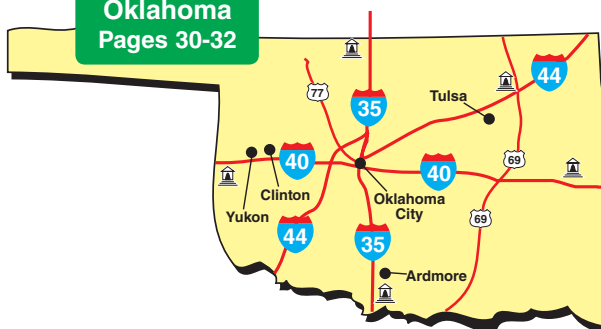 Oklahoma
Pages 30-32
44
77
35
Tulsa
69
40
Clinton
40
Oklahoma
City
Yukon
69
44
35
Ardmore